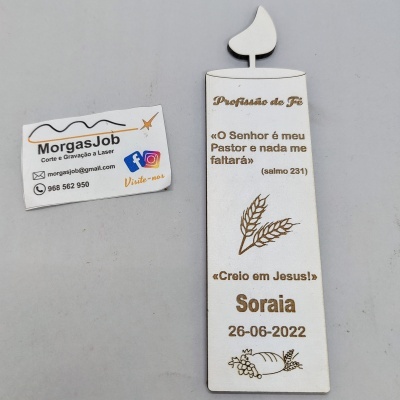 MorgasJob
Corte e Gravação a Laser
morgasjob@gmail.com
968 562 950
Visite-nos
Profissão de Fé
«O Senhor é meu
Pastor e nada me
faltará»
(salmo 231)
«Creio em Jesus!»
Soraia
26-06-2022